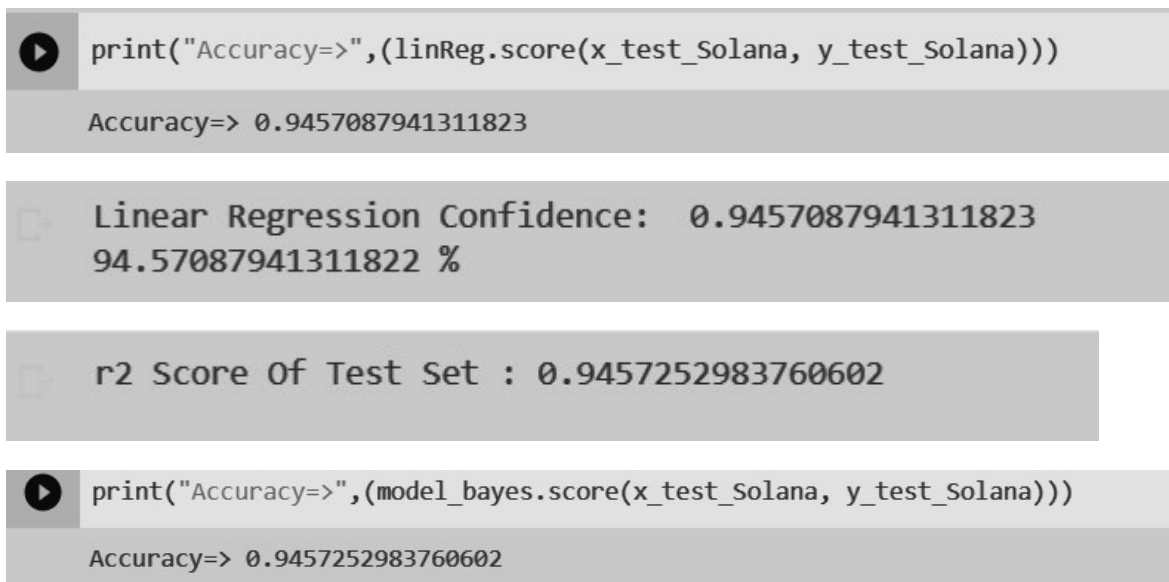 print("Accuracy=>",(linReg.score(x_test_Solana, y_test_Solana)))
Accuracy=> 0.9457087941311823
Linear Regression Confidence:  0.9457087941311823
94.57087941311822 %
r2 Score Of Test Set : 0.9457252983760602
print("Accuracy=>",(model_bayes.score(x_test_Solana, y_test_Solana)))
Accuracy=> 0.9457252983760602